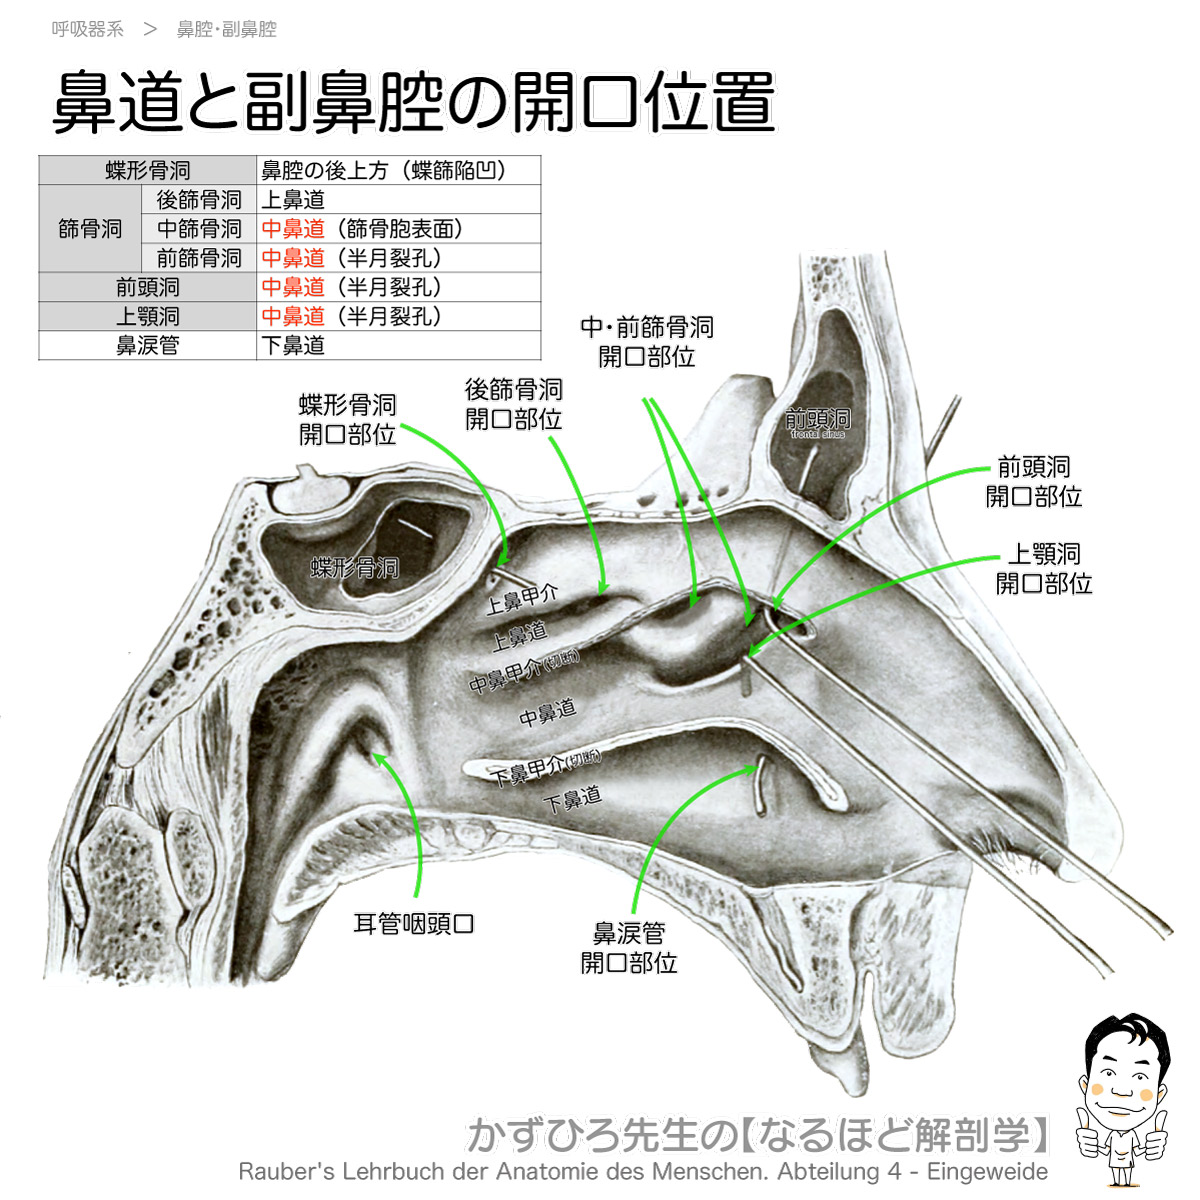 呼吸器系 > 鼻腔・副鼻腔
鼻道と副鼻腔の開口位置
蝶形骨洞 鼻腔の後上方（蝶篩陥凹）
篩骨洞 後篩骨洞 上鼻道
中篩骨洞 中鼻道（篩骨胞表面）
前篩骨洞 中鼻道（半月裂孔）
前頭洞 中鼻道（半月裂孔）
上顎洞 中鼻道（半月裂孔）
鼻涙管 下鼻道
中・前篩骨洞
開口部位
後篩骨洞
開口部位
蝶形骨洞
開口部位
前頭洞
frontal sinus
前頭洞
開口部位
上顎洞
開口部位
蝶形骨洞
上鼻甲介
上鼻道
中鼻甲介(切断)
中鼻道
下鼻甲介(切断)
下鼻道
耳管咽頭口
鼻涙管
開口部位
かずひろ先生の【なるほど解剖学】
Rauber's Lehrbuch der Anatomie des Menschen. Abteilung 4 - Eingeweide